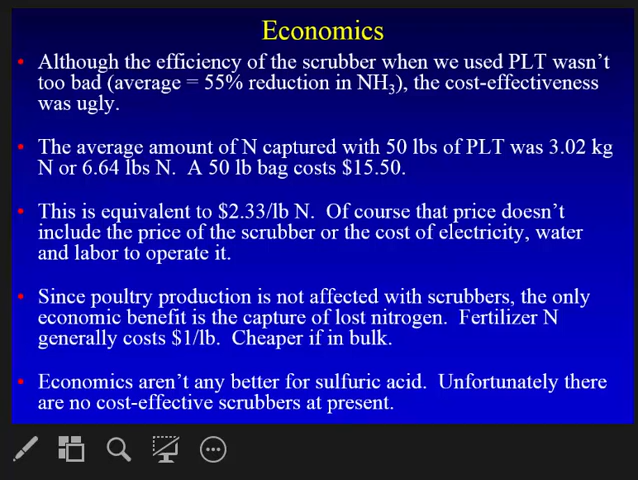 Economics
• Although the efficiency of the scrubber when we used PLT wasn't
too bad (average = 55% reduction in NH₃), the cost-effectiveness
was ugly.
• The average amount of N captured with 50 lbs of PLT was 3.02 kg
N or 6.64 lbs N.  A 50 lb bag costs $15.50.
• This is equivalent to $2.33/lb N.  Of course that price doesn't
include the price of the scrubber or the cost of electricity, water
and labor to operate it.
• Since poultry production is not affected with scrubbers, the only
economic benefit is the capture of lost nitrogen.  Fertilizer N
generally costs $1/lb.  Cheaper if in bulk.
• Economics aren't any better for sulfuric acid.  Unfortunately there
are no cost-effective scrubbers at present.